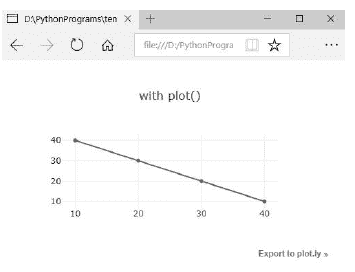 D:\PythonPrograms\ten
file:///D:/PythonProgra
with plot()
40
30
20
10
10 20 30 40
Export to plot.ly »